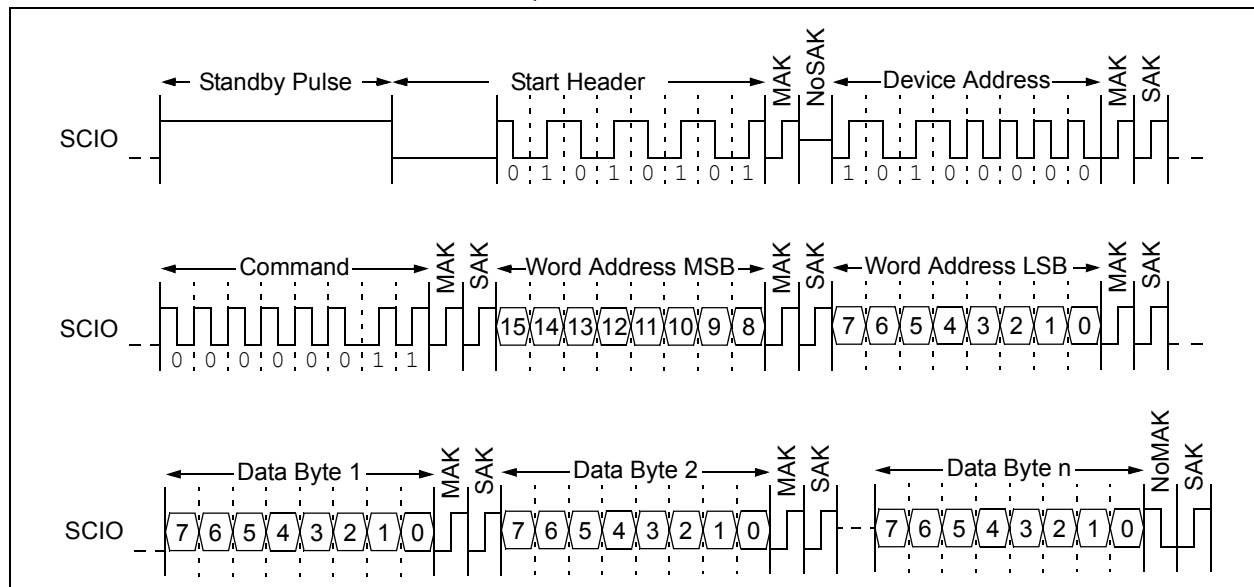 Standby Pulse Start Header MAK NoSAK Device Address MAK SAK
SCIO
0 1 0 1 0 1 0 1 1 0 1 0 0 0 0 0
Command MAK SAK Word Address MSB MAK SAK Word Address LSB MAK SAK
SCIO 15 14 13 12 11 10 9 8 7 6 5 4 3 2 1 0
0 0 0 0 0 0 1 1
Data Byte 1 MAK SAK Data Byte 2 MAK SAK Data Byte n NoMAK SAK
SCIO 7 6 5 4 3 2 1 0 7 6 5 4 3 2 1 0 7 6 5 4 3 2 1 0